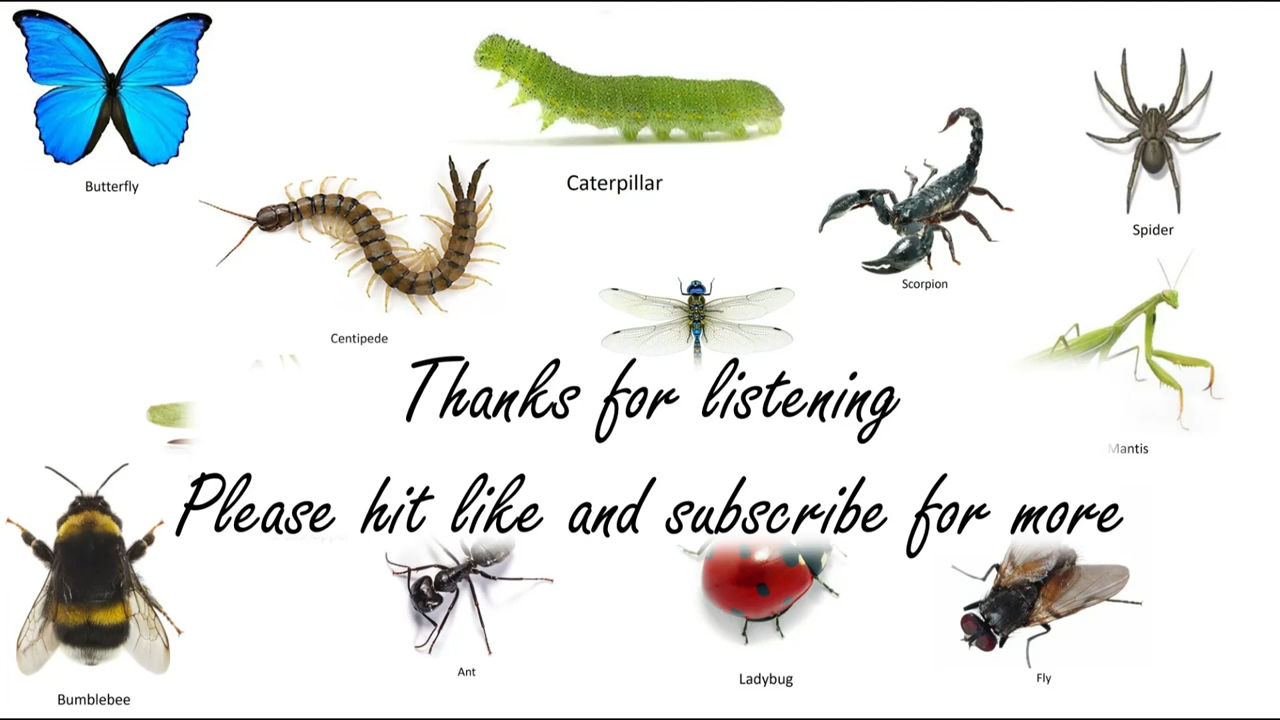 Butterfly
Caterpillar
Spider
Scorpion
Centipede
Thanks for listening
Mantis
Please hit like and subscribe for more
Ant
Ladybug
Fly
Bumblebee